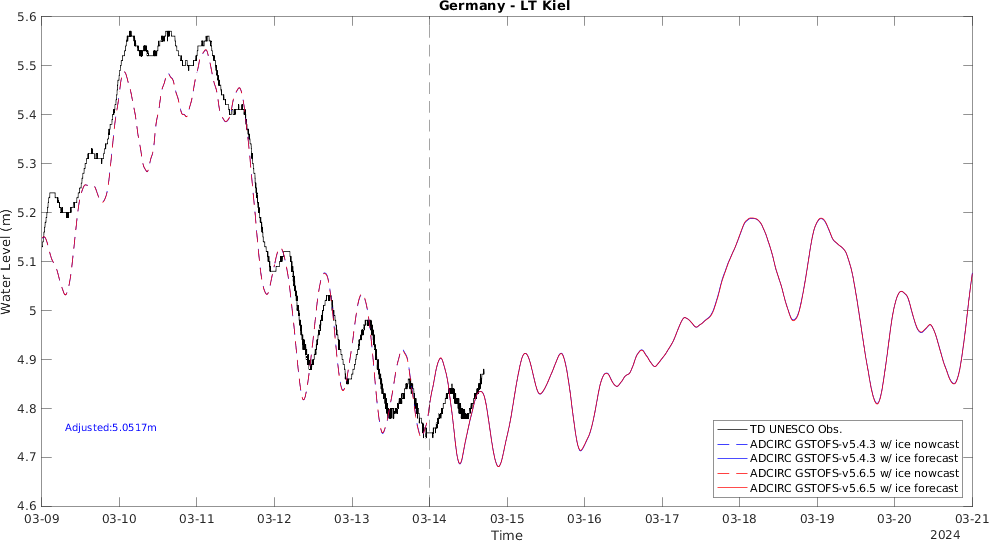 Germany - LT Kiel
5.6
5.5
5.4
5.3
5.2
5.1
5
4.9
4.8
4.7
4.6
Water Level (m)
Adjusted:5.0517m
TD UNESCO Obs.
ADCIRC GSTOFS-v5.4.3 w/ ice nowcast
ADCIRC GSTOFS-v5.4.3 w/ ice forecast
ADCIRC GSTOFS-v5.6.5 w/ ice nowcast
ADCIRC GSTOFS-v5.6.5 w/ ice forecast
03-09 03-10 03-11 03-12 03-13 03-14 03-15 03-16 03-17 03-18 03-19 03-20 03-21
Time
2024